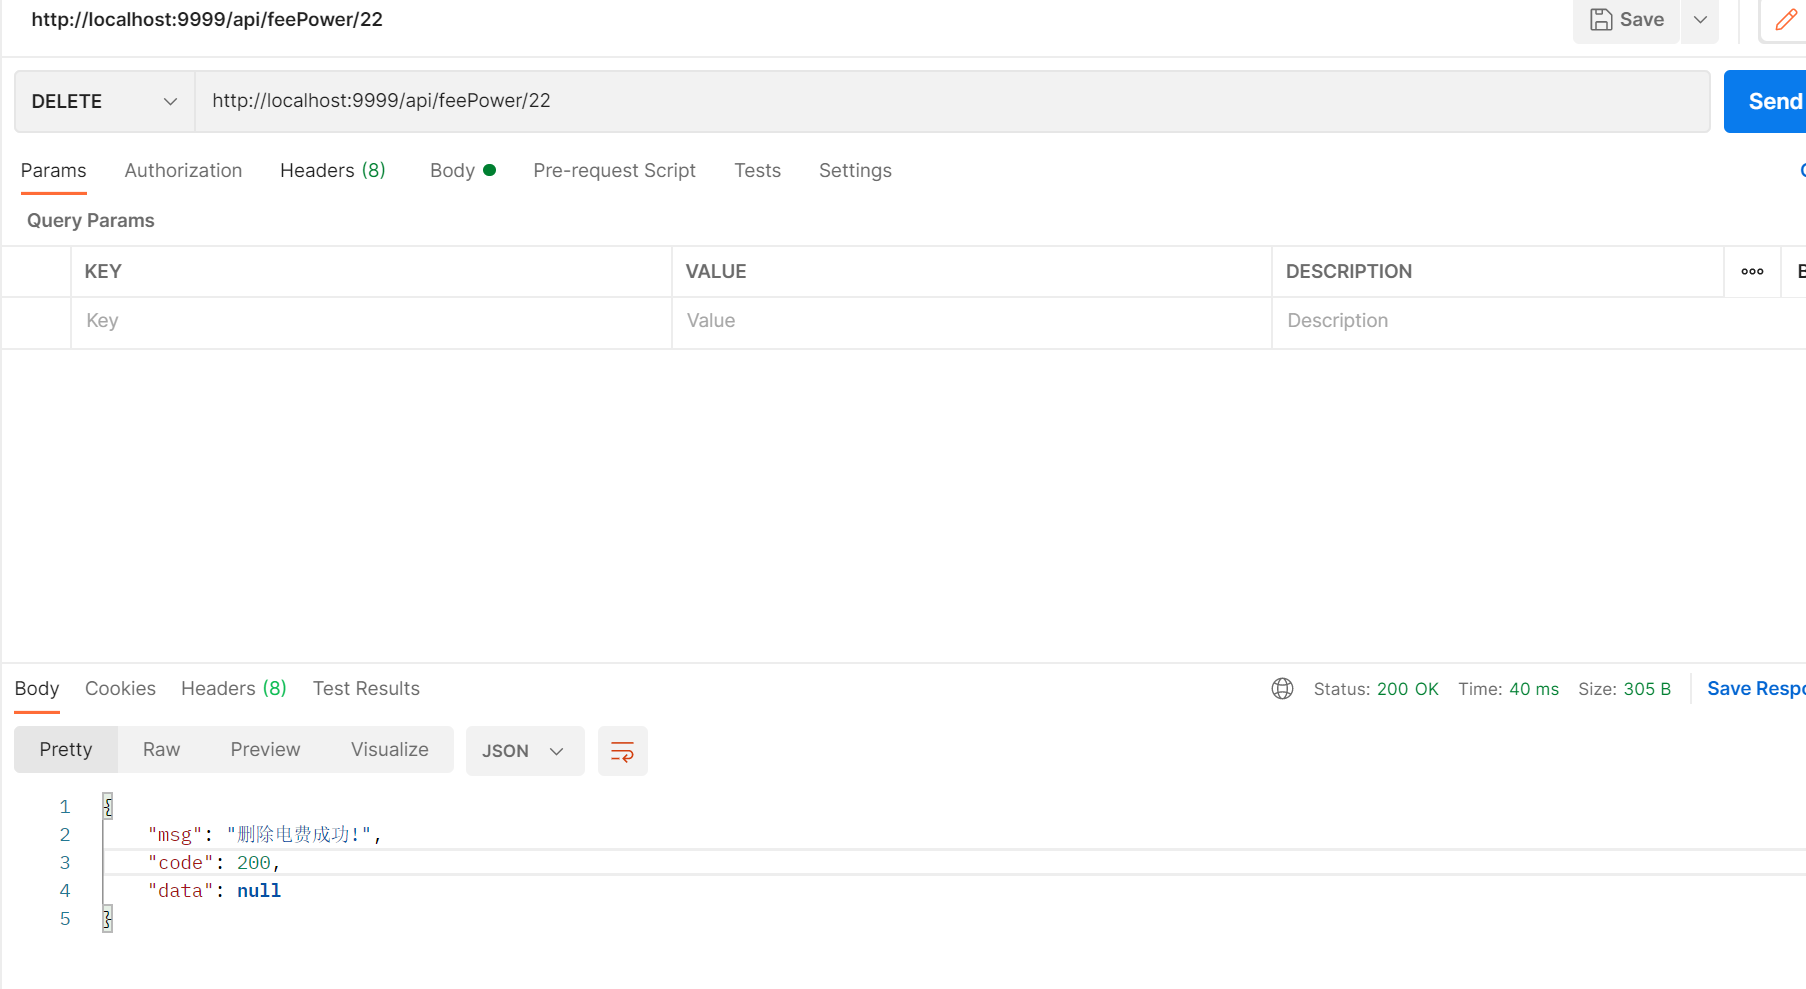 http://localhost:9999/api/feePower/22
Save
DELETE http://localhost:9999/api/feePower/22 Send
Params Authorization Headers (8) Body Pre-request Script Tests Settings
Query Params
KEY VALUE DESCRIPTION ooo B
Key Value Description
Body Cookies Headers (8) Test Results Status: 200 OK Time: 40 ms Size: 305 B Save Respo
Pretty Raw Preview Visualize JSON
1 {
2 "msg": "删除电费成功!",
3 "code": 200,
4 "data": null
5 }